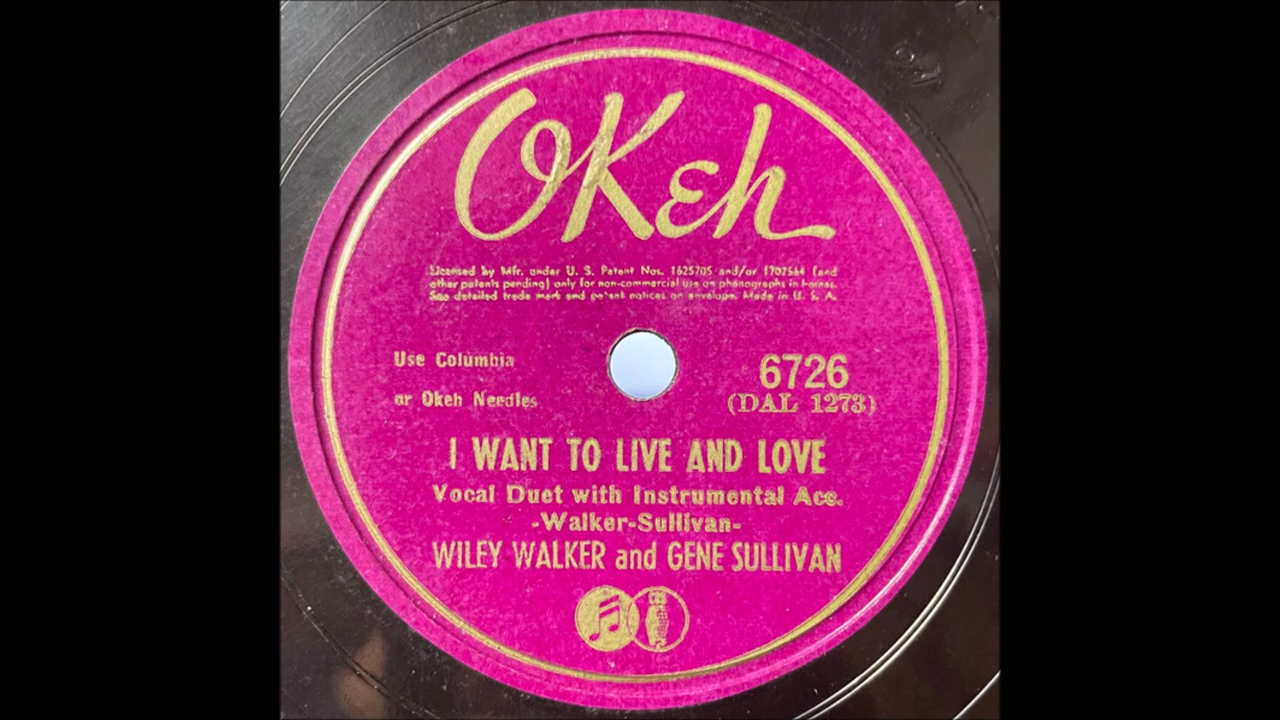 OKeh
Licensed by Mfr. under U. S. Patent Nos. 1625705 and/or 1702564 (and
other patents pending) only for non-commercial use on phonographs in homes.
See detailed trade mark and patent notices on envelope. Made in U. S. A.
Use Columbia
or Okeh Needles
6726
(DAL 1273)
I WANT TO LIVE AND LOVE
Vocal Duet with Instrumental Acc.
-Walker-Sullivan-
WILEY WALKER and GENE SULLIVAN